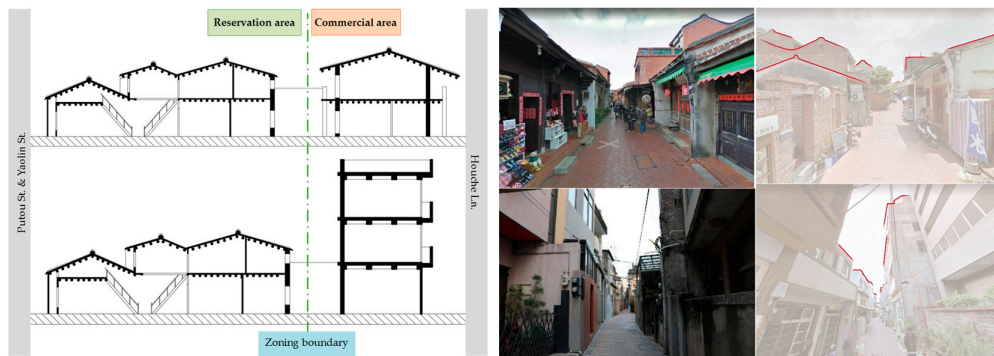 Reservation area
Commercial area
Putou St. & Yaolin St.
Houche Ln.
Zoning boundary